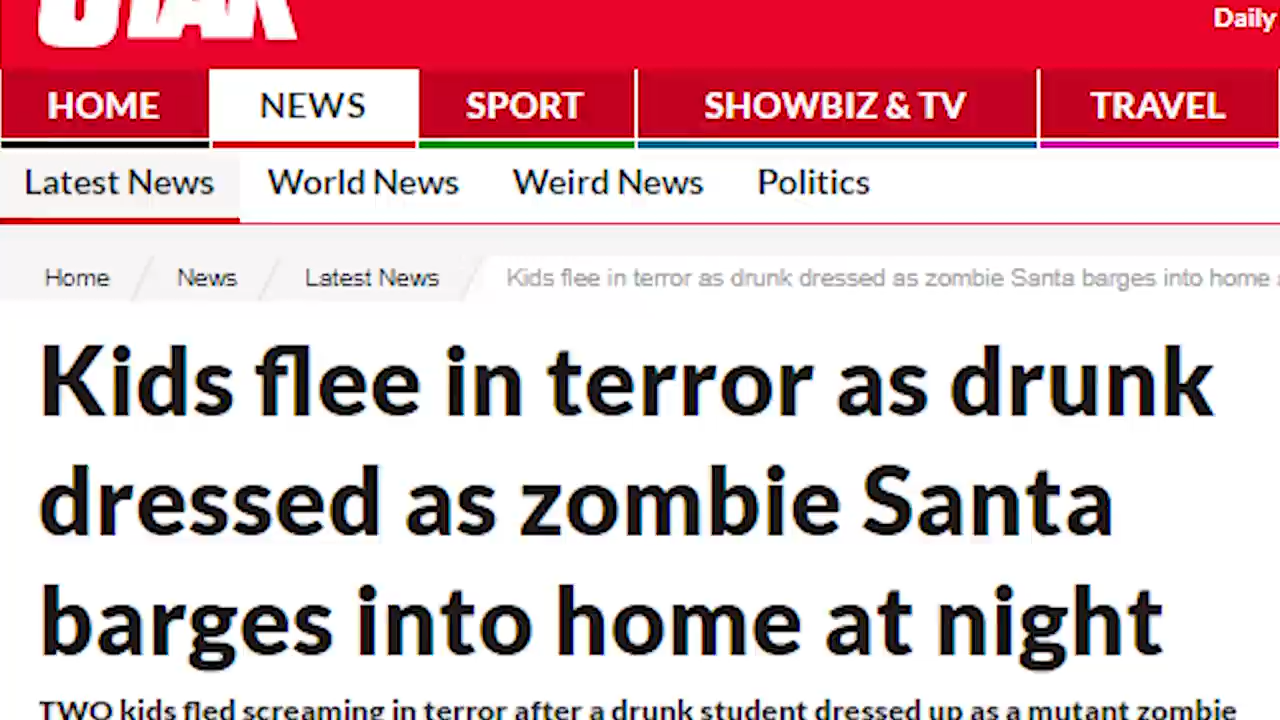 Daily
HOME NEWS SPORT SHOWBIZ & TV TRAVEL
Latest News World News Weird News Politics
Home News Latest News Kids flee in terror as drunk dressed as zombie Santa barges into home
Kids flee in terror as drunk
dressed as zombie Santa
barges into home at night
TWO kids fled screaming in terror after a drunk student dressed up as a mutant zombie